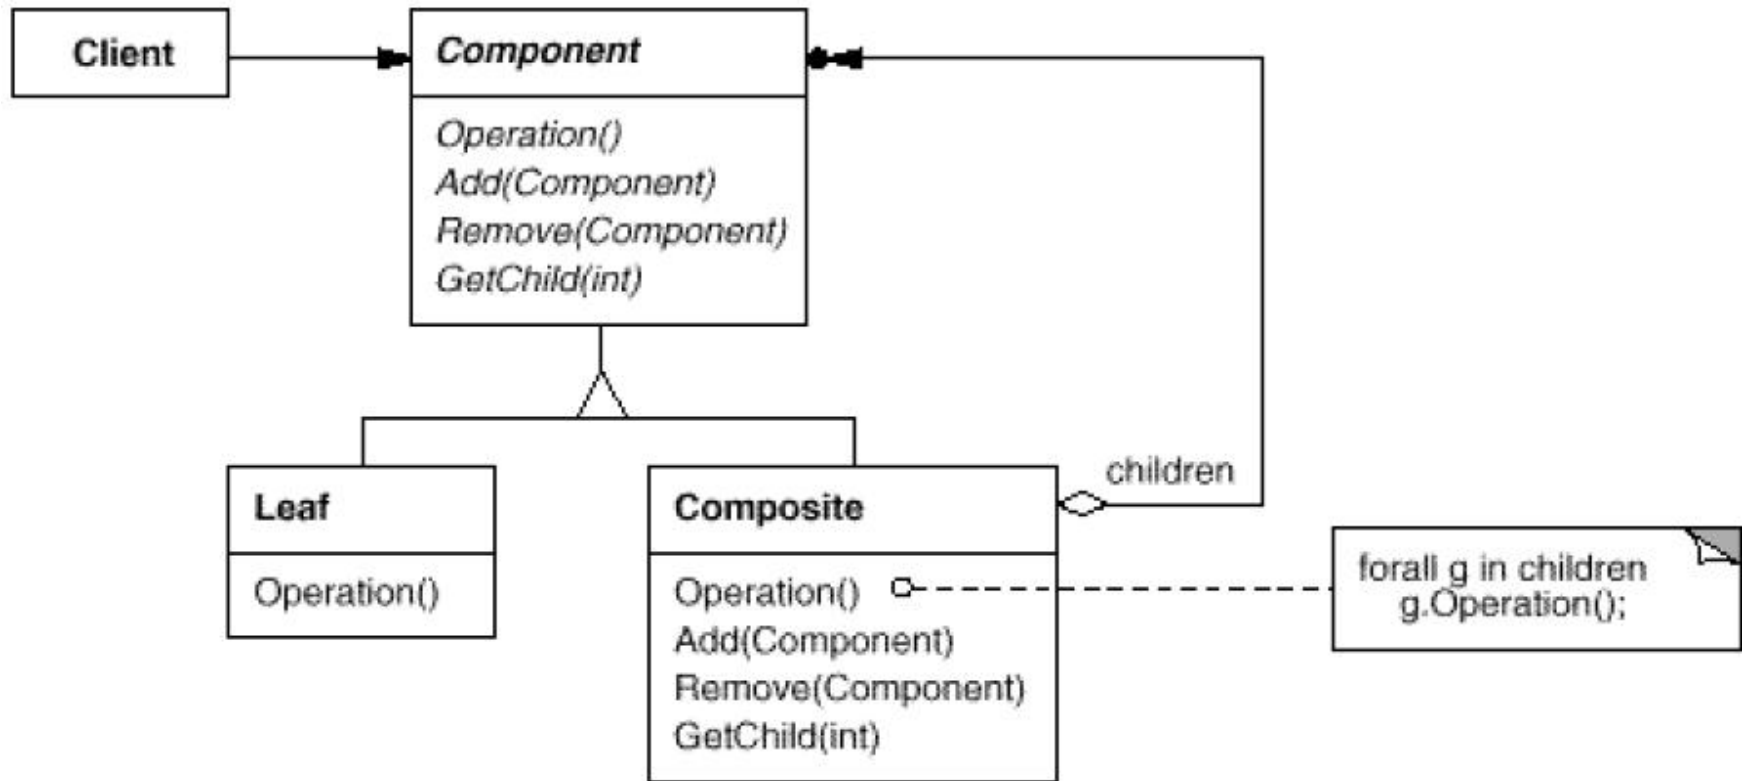 Client
Component
Operation()
Add(Component)
Remove(Component)
GetChild(int)
children
Leaf
Operation()
Composite
Operation()
Add(Component)
Remove(Component)
GetChild(int)
forall g in children
g.Operation();